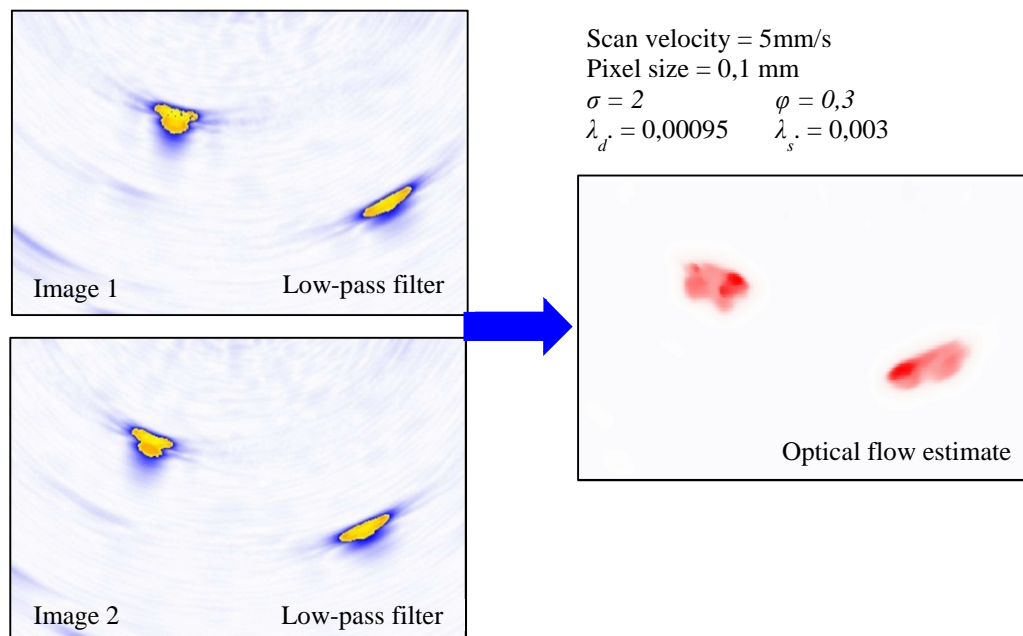 Scan velocity = 5mm/s
Pixel size = 0,1 mm
σ = 2 φ = 0,3
λd. = 0,00095 λs. = 0,003
Image 1 Low-pass filter
Optical flow estimate
Image 2 Low-pass filter